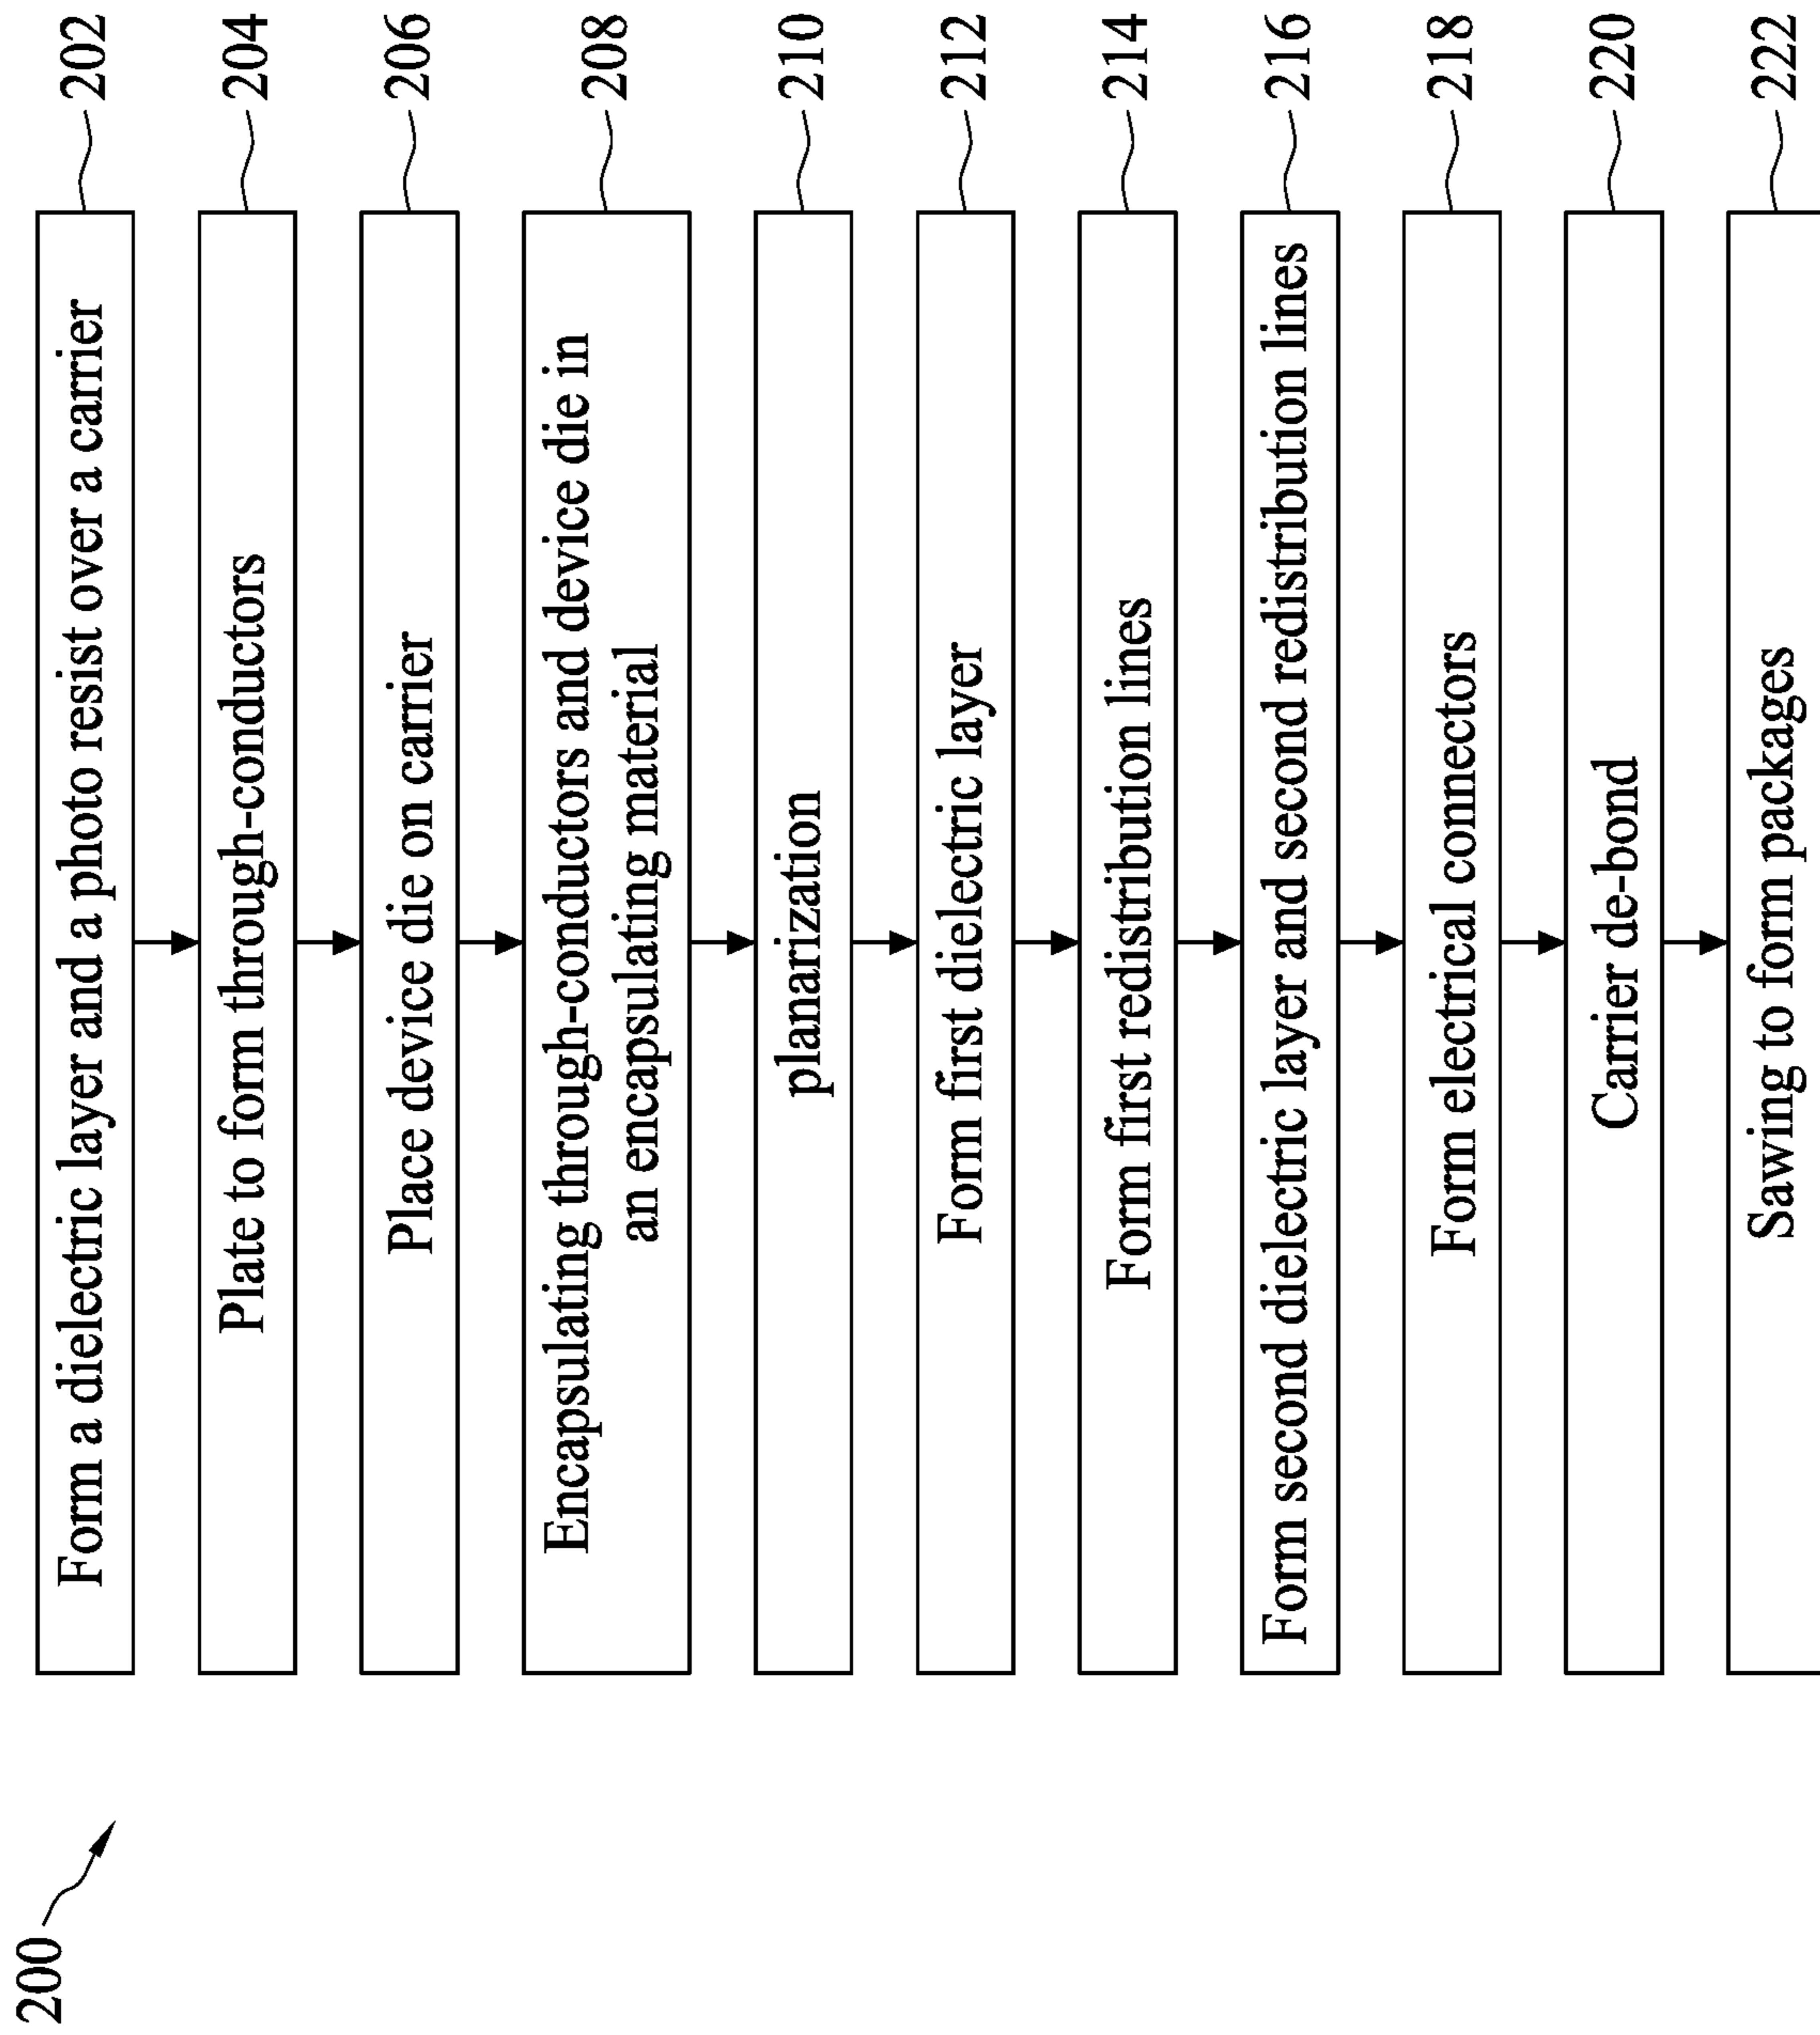 200
Form a dielectric layer and a photo resist over a carrier 202
Plate to form through-conductors 204
Place device die on carrier 206
Encapsulating through-conductors and device die in
an encapsulating material 208
planarization 210
Form first dielectric layer 212
Form first redistribution lines 214
Form second dielectric layer and second redistribution lines 216
Form electrical connectors 218
Carrier de-bond 220
Sawing to form packages 222